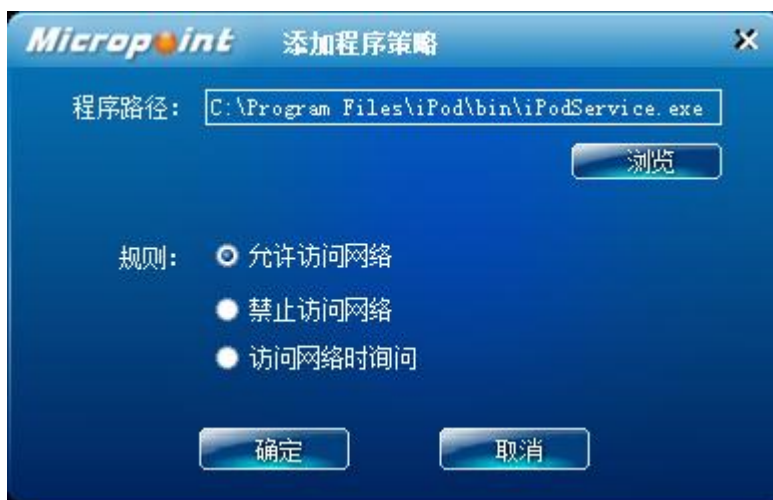 Micropoint 添加程序策略
程序路径： C:\Program Files\iPod\bin\iPodService.exe
浏览
规则： 允许访问网络
禁止访问网络
访问网络时询问
确定 取消